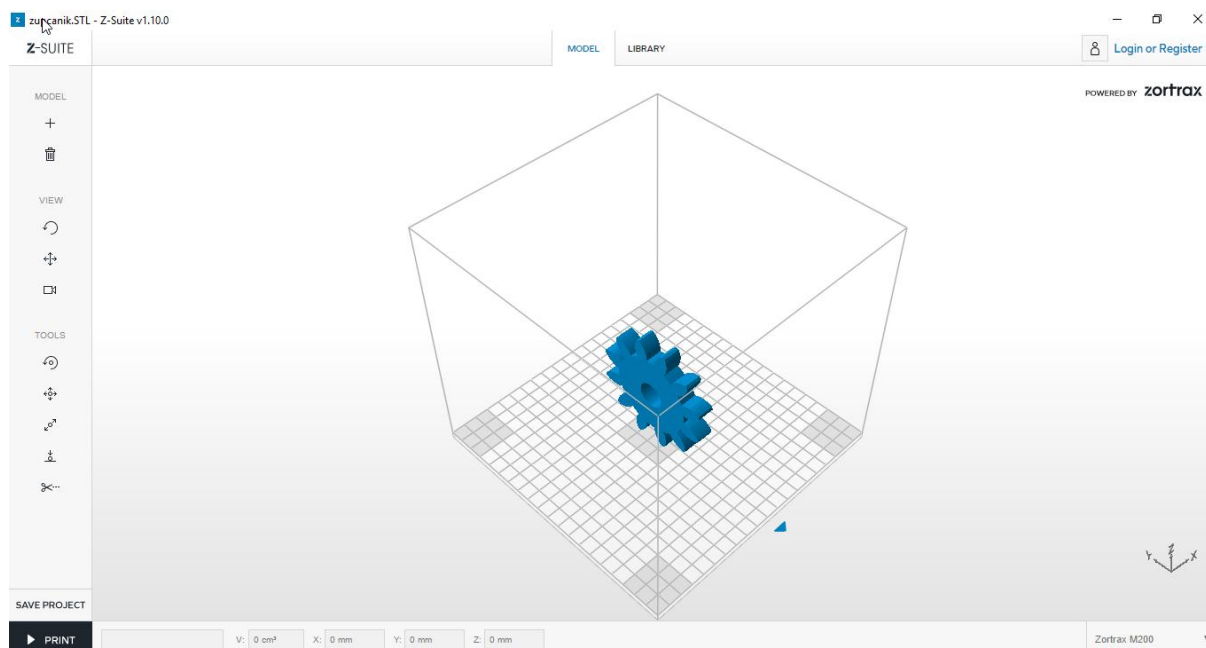 zupcanik.STL - Z-Suite v1.10.0
Z-SUITE
MODEL
LIBRARY
Login or Register
POWERED BY zortrax
MODEL
VIEW
TOOLS
SAVE PROJECT
PRINT
V: 0 cm³ X: 0 mm Y: 0 mm Z: 0 mm
Zortrax M200
Y Z X